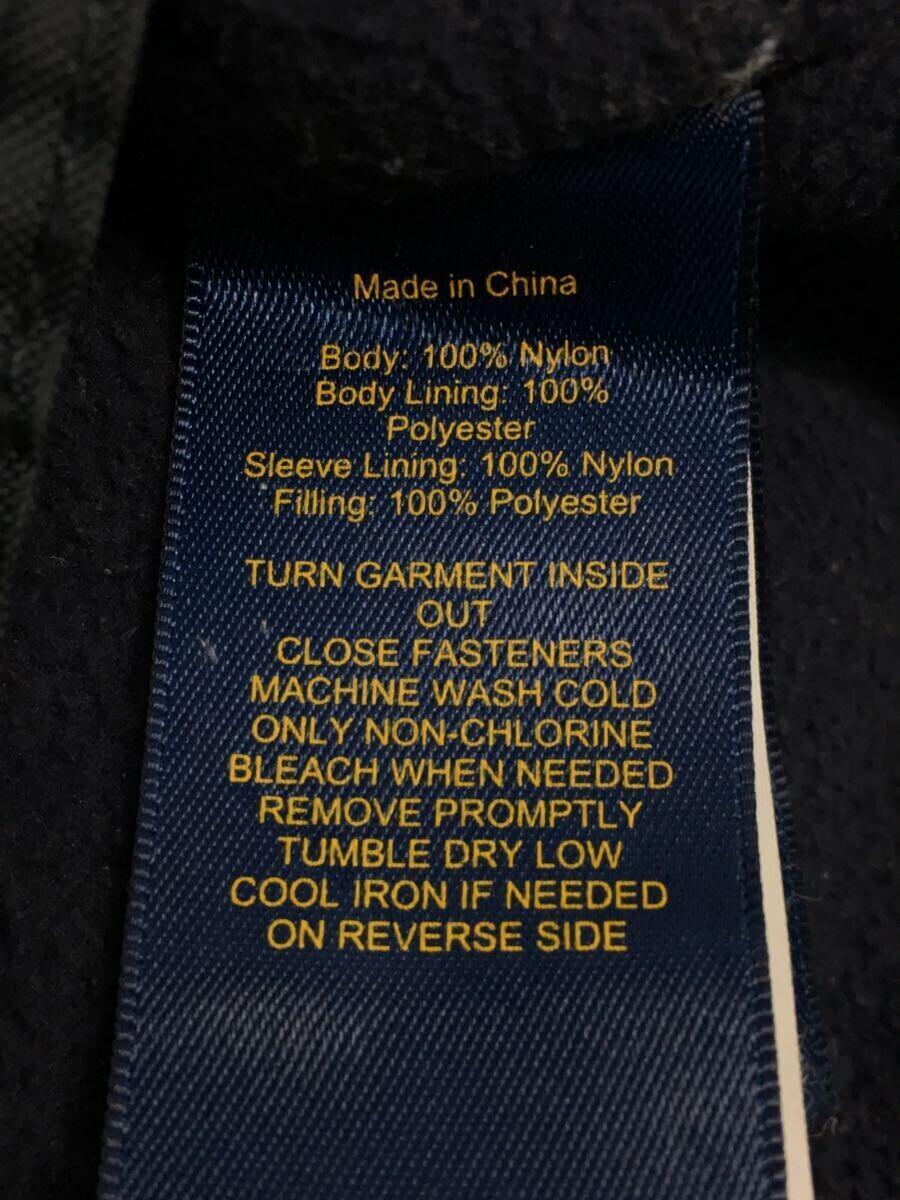 Made in China
Body: 100% Nylon
Body Lining: 100%
Polyester
Sleeve Lining: 100% Nylon
Filling: 100% Polyester
TURN GARMENT INSIDE
OUT
CLOSE FASTENERS
MACHINE WASH COLD
ONLY NON-CHLORINE
BLEACH WHEN NEEDED
REMOVE PROMPTLY
TUMBLE DRY LOW
COOL IRON IF NEEDED
ON REVERSE SIDE